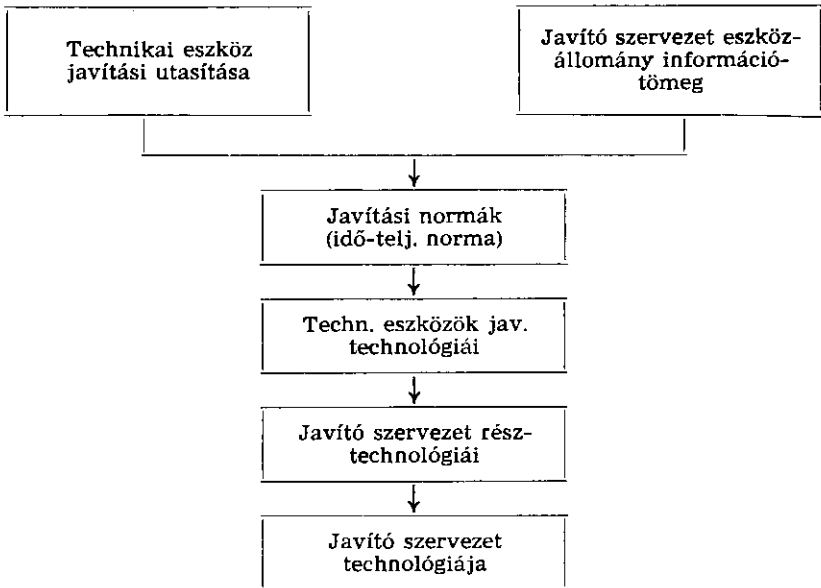 Technikai eszköz
javítási utasítása
Javító szervezet eszköz-
állomány információ-
tömeg
Javítási normák
(idő-telj. norma)
Techn. eszközök jav.
technológiái
Javító szervezet rész-
technológiái
Javító szervezet
technológiája